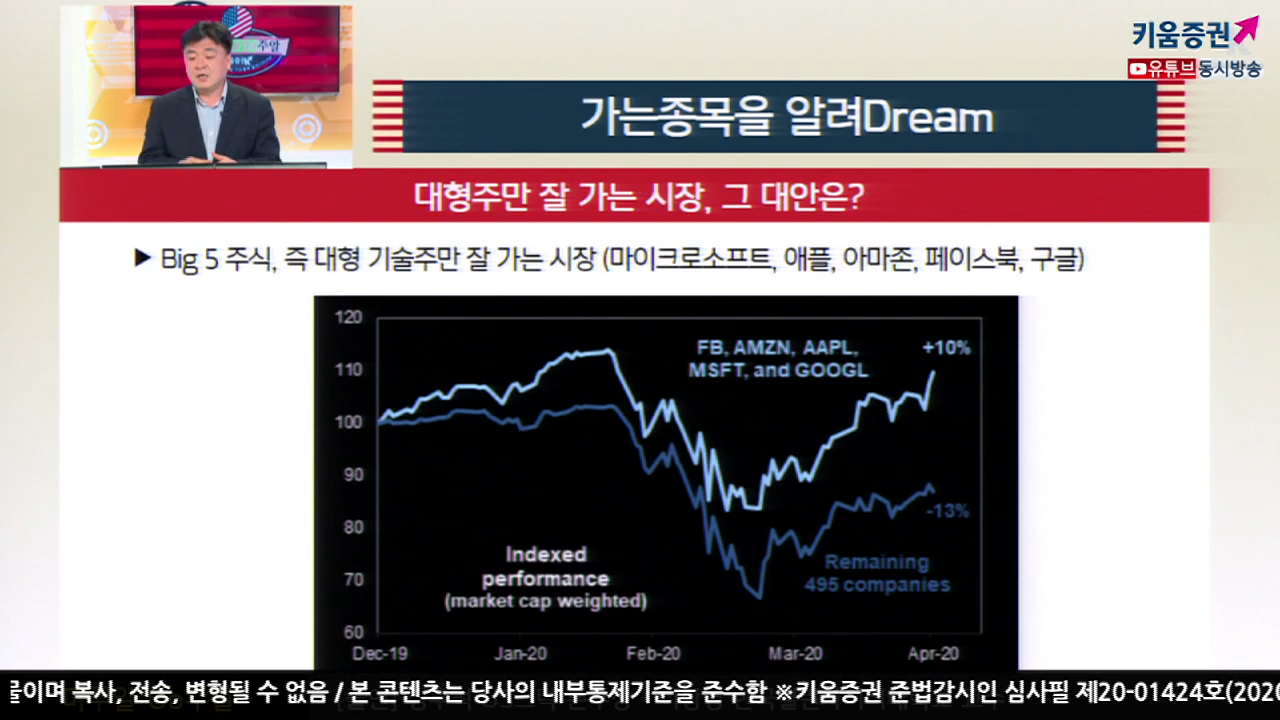 키움증권
유튜브동시방송
가는종목을 알려Dream
대형주만 잘 가는 시장, 그 대안은?
▶ Big 5 주식, 즉 대형 기술주만 잘 가는 시장 (마이크로소프트, 애플, 아마존, 페이스북, 구글)
120
110
100
90
80
70
60
FB, AMZN, AAPL,
MSFT, and GOOGL
+10%
-13%
Remaining
495 companies
Indexed
performance
(market cap weighted)
Dec-19 Jan-20 Feb-20 Mar-20 Apr-20
이며 복사, 전송, 변형될 수 없음 / 본 콘텐츠는 당사의 내부통제기준을 준수함 ※키움증권 준법감시인 심사필 제20-01424호(2020